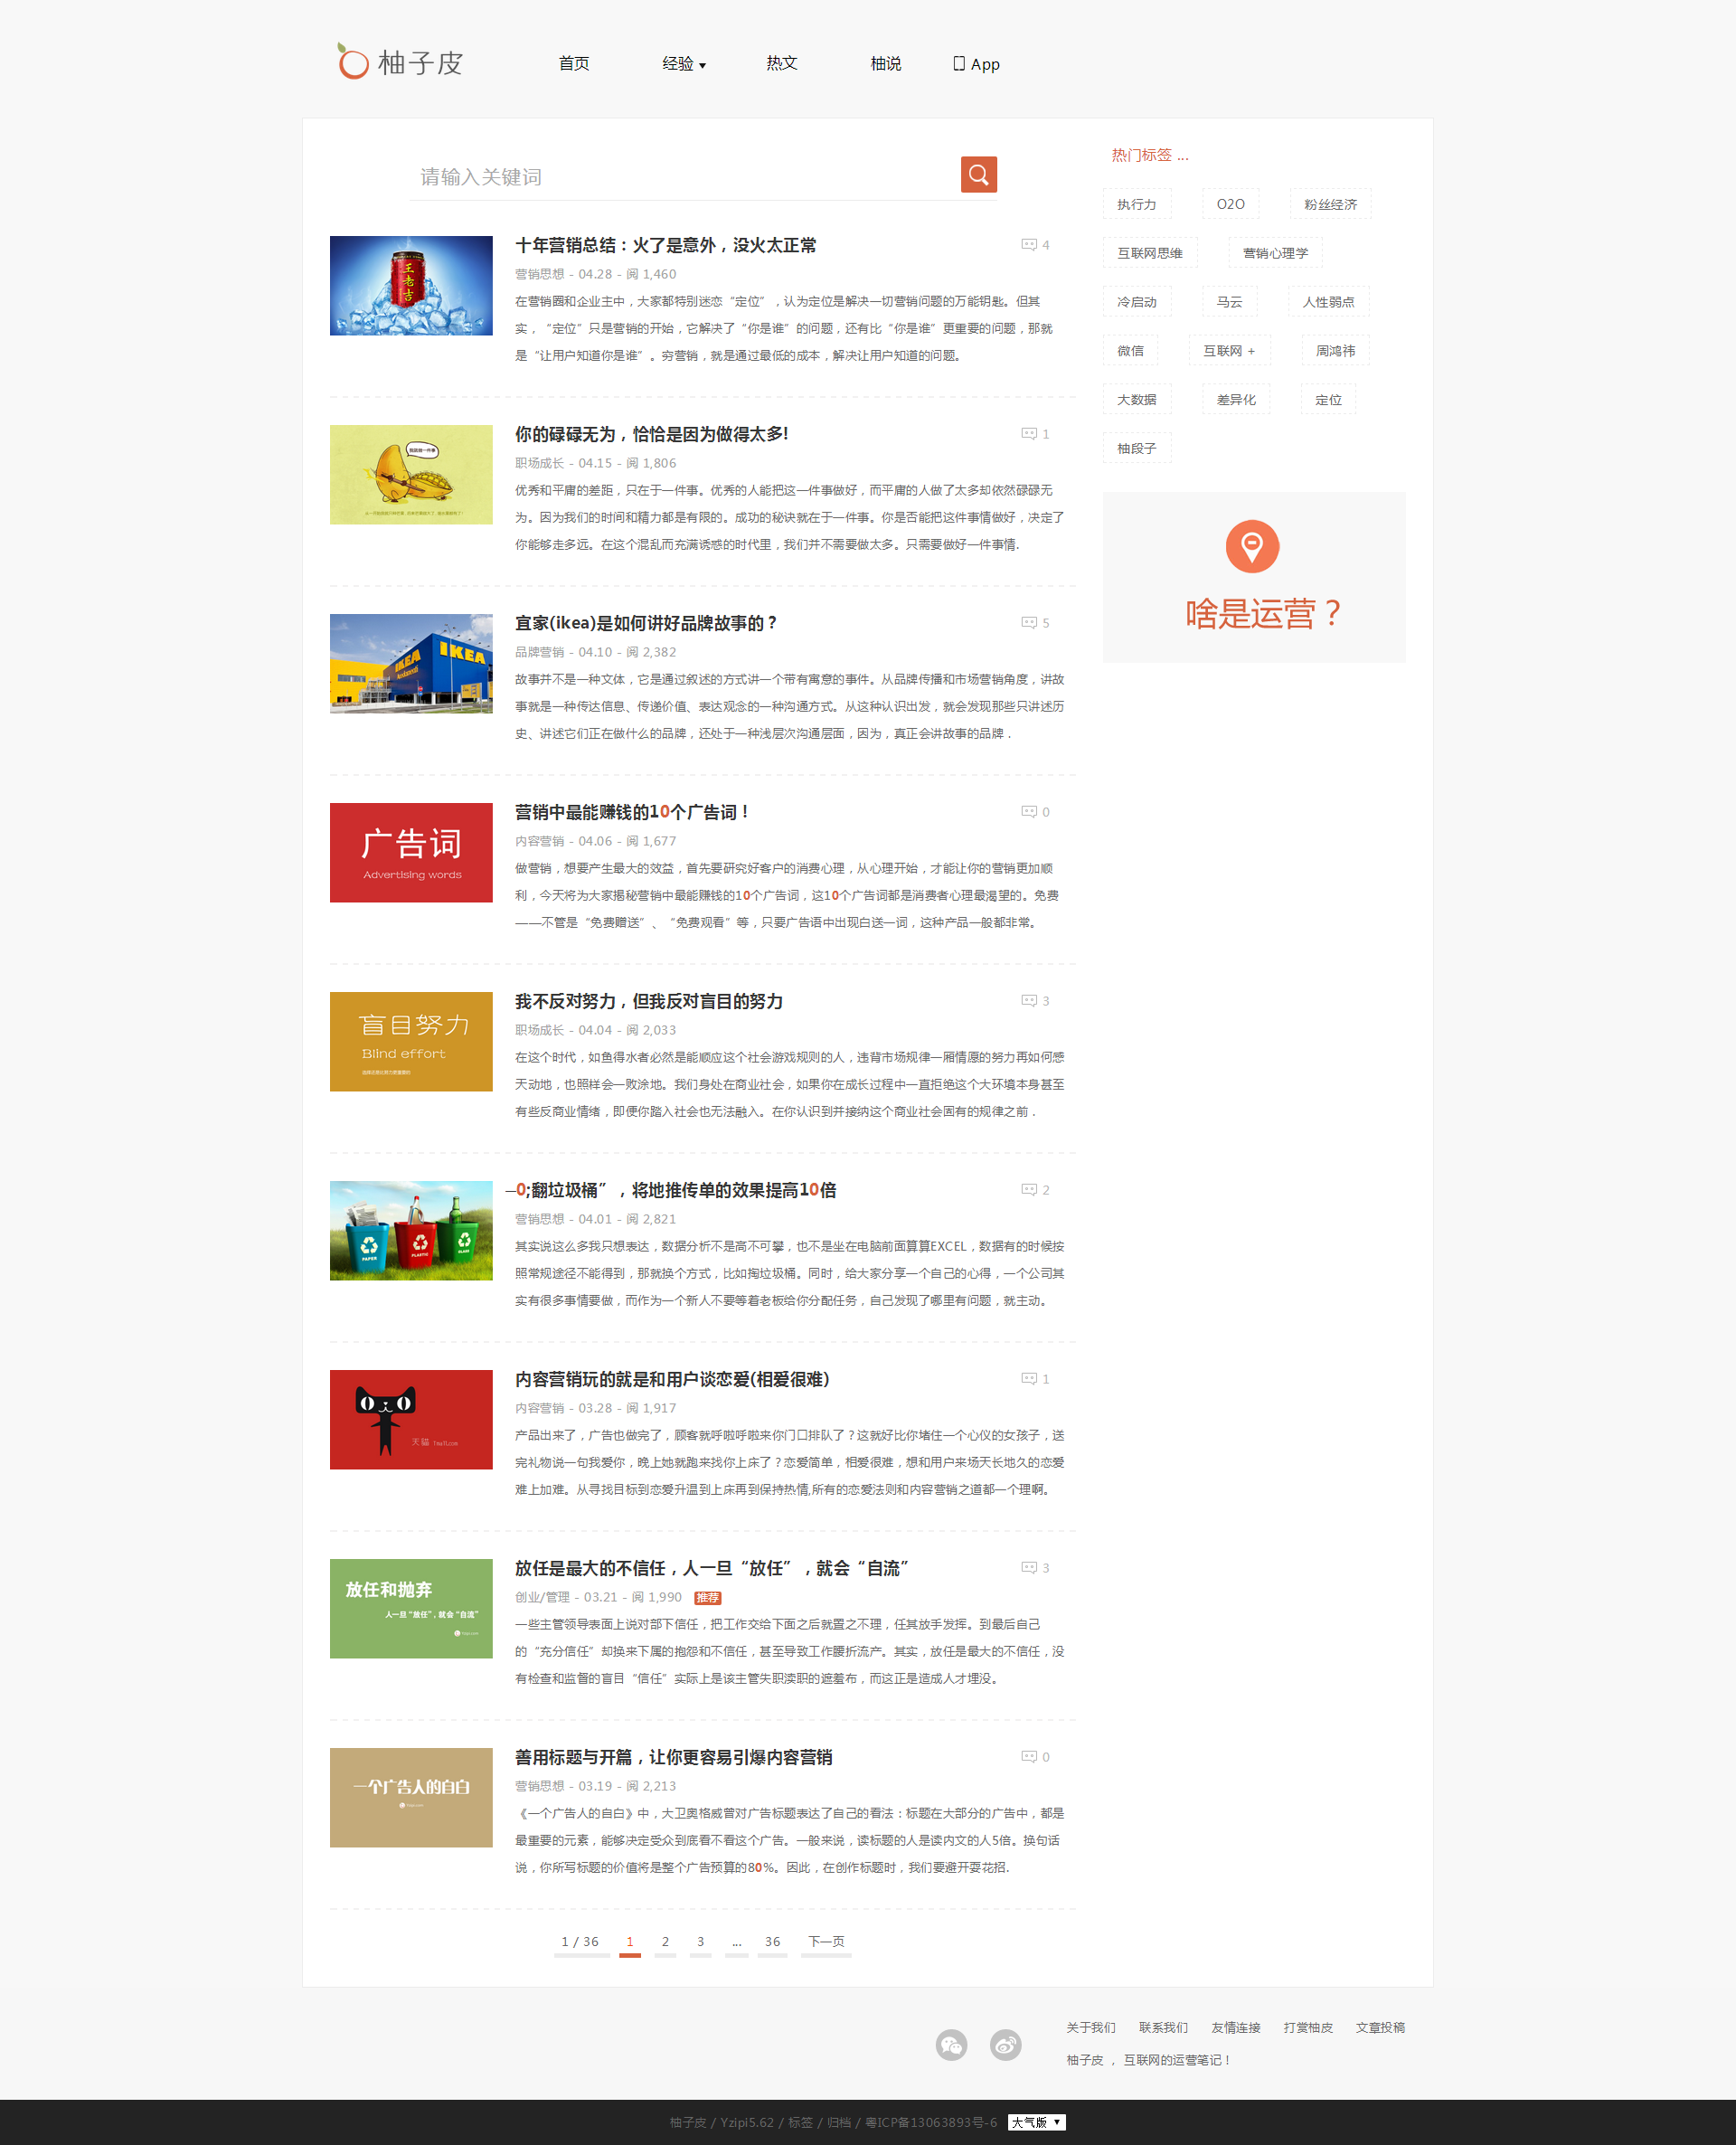 柚子皮
首页
经验
热文
柚说
App
请输入关键词
十年营销总结：火了是意外，没火太正常
4
营销思想 - 04.28 - 阅 1,460
在营销圈和企业主中，大家都特别迷恋“定位”，认为定位是解决一切营销问题的万能钥匙。但其
实，“定位”只是营销的开始，它解决了“你是谁”的问题，还有比“你是谁”更重要的问题，那就
是“让用户知道你是谁”。穷营销，就是通过最低的成本，解决让用户知道的问题。
你的碌碌无为，恰恰是因为做得太多!
1
职场成长 - 04.15 - 阅 1,806
优秀和平庸的差距，只在于一件事。优秀的人能把这一件事做好，而平庸的人做了太多却依然碌碌无
为。因为我们的时间和精力都是有限的。成功的秘诀就在于一件事。你是否能把这件事情做好，决定了
你能够走多远。在这个混乱而充满诱惑的时代里，我们并不需要做太多。只需要做好一件事情.
IKEA
IKEA
宜家(ikea)是如何讲好品牌故事的？
5
品牌营销 - 04.10 - 阅 2,382
故事并不是一种文体，它是通过叙述的方式讲一个带有寓意的事件。从品牌传播和市场营销角度，讲故
事就是一种传达信息、传递价值、表达观念的一种沟通方式。从这种认识出发，就会发现那些只讲述历
史、讲述它们正在做什么的品牌，还处于一种浅层次沟通层面，因为，真正会讲故事的品牌．
广告词
Advertising words
营销中最能赚钱的10个广告词！
0
内容营销 - 04.06 - 阅 1,677
做营销，想要产生最大的效益，首先要研究好客户的消费心理，从心理开始，才能让你的营销更加顺
利，今天将为大家揭秘营销中最能赚钱的10个广告词，这10个广告词都是消费者心理最渴望的。免费
——不管是“免费赠送”、“免费观看”等，只要广告语中出现白送一词，这种产品一般都非常。
盲目努力
Blind effort
我不反对努力，但我反对盲目的努力
3
职场成长 - 04.04 - 阅 2,033
在这个时代，如鱼得水者必然是能顺应这个社会游戏规则的人，违背市场规律一厢情愿的努力再如何感
天动地，也照样会一败涂地。我们身处在商业社会，如果你在成长过程中一直拒绝这个大环境本身甚至
有些反商业情绪，即便你踏入社会也无法融入。在你认识到并接纳这个商业社会固有的规律之前．
PAPER
PLASTIC
GLASS
—0;翻垃圾桶”，将地推传单的效果提高10倍
2
营销思想 - 04.01 - 阅 2,821
其实说这么多我只想表达，数据分析不是高不可攀，也不是坐在电脑前面算算EXCEL，数据有的时候按
照常规途径不能得到，那就换个方式，比如掏垃圾桶。同时，给大家分享一个自己的心得，一个公司其
实有很多事情要做，而作为一个新人不要等着老板给你分配任务，自己发现了哪里有问题，就主动。
天猫 Tmall.com
内容营销玩的就是和用户谈恋爱(相爱很难)
1
内容营销 - 03.28 - 阅 1,917
产品出来了，广告也做完了，顾客就呼啦呼啦来你门口排队了？这就好比你堵住一个心仪的女孩子，送
完礼物说一句我爱你，晚上她就跑来找你上床了？恋爱简单，相爱很难，想和用户来场天长地久的恋爱
难上加难。从寻找目标到恋爱升温到上床再到保持热情,所有的恋爱法则和内容营销之道都一个理啊。
放任和抛弃
人一旦“放任”，就会“自流”
放任是最大的不信任，人一旦“放任”，就会“自流”
3
创业/管理 - 03.21 - 阅 1,990 推荐
一些主管领导表面上说对部下信任，把工作交给下面之后就置之不理，任其放手发挥。到最后自己
的“充分信任”却换来下属的抱怨和不信任，甚至导致工作腰折流产。其实，放任是最大的不信任，没
有检查和监督的盲目“信任”实际上是该主管失职渎职的遮羞布，而这正是造成人才埋没。
一个广告人的自白
善用标题与开篇，让你更容易引爆内容营销
0
营销思想 - 03.19 - 阅 2,213
《一个广告人的自白》中，大卫奥格威曾对广告标题表达了自己的看法：标题在大部分的广告中，都是
最重要的元素，能够决定受众到底看不看这个广告。一般来说，读标题的人是读内文的人5倍。换句话
说，你所写标题的价值将是整个广告预算的80%。因此，在创作标题时，我们要避开耍花招.
1 / 36 1 2 3 ... 36 下一页
热门标签 ...
执行力 O2O 粉丝经济
互联网思维 营销心理学
冷启动 马云 人性弱点
微信 互联网 + 周鸿祎
大数据 差异化 定位
柚段子
啥是运营？
王老吉
关于我们 联系我们 友情连接 打赏柚皮 文章投稿
柚子皮 ， 互联网的运营笔记！
柚子皮 / Yzipi5.62 / 标签 / 归档 / 粤ICP备13063893号-6 大气版